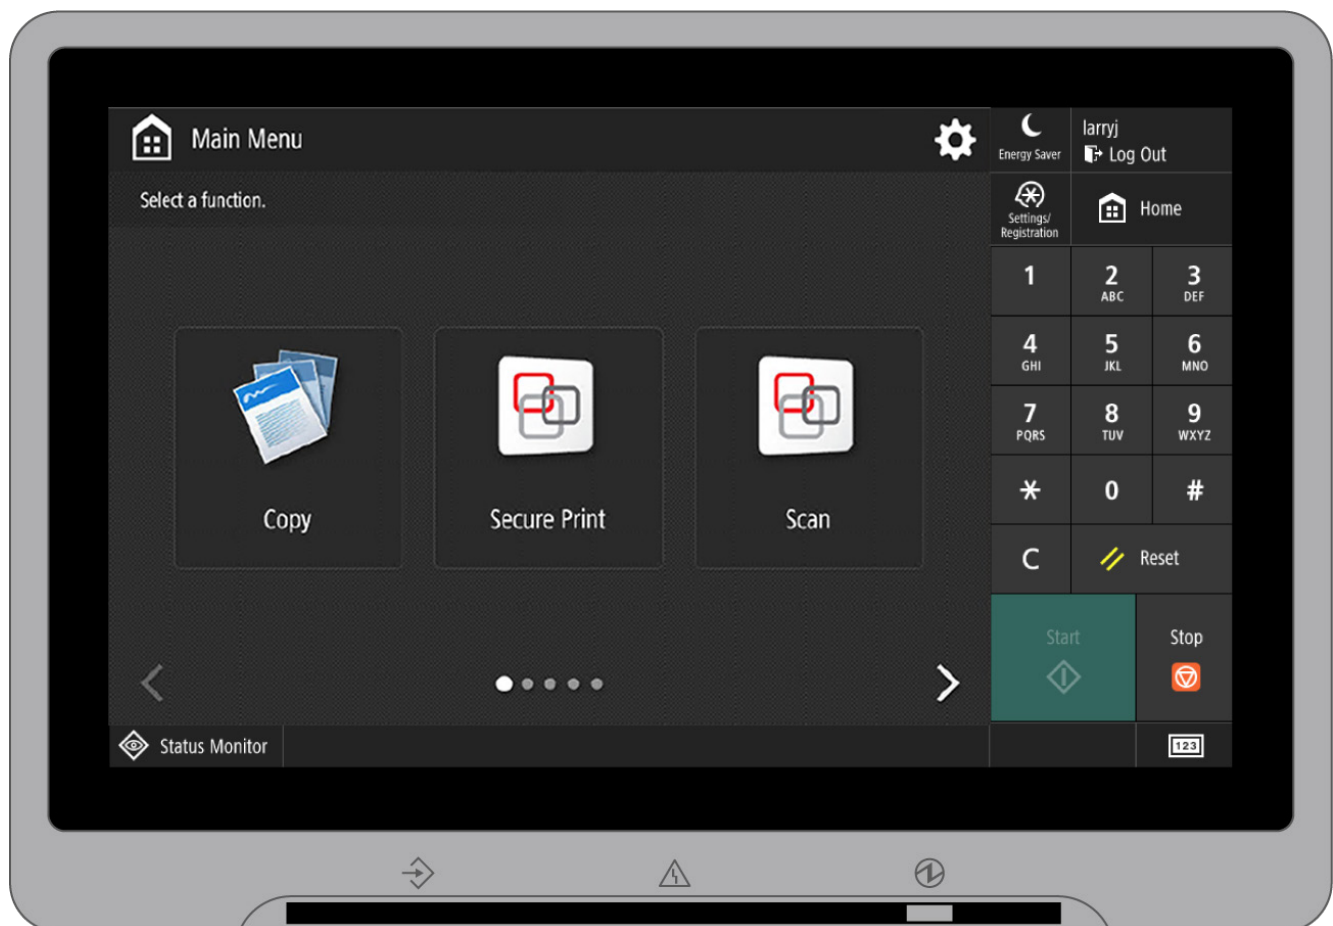 Main Menu
Select a function.
Copy
Secure Print
Scan
Status Monitor
Energy Saver
larryj
Log Out
Settings/
Registration
Home
1
2
ABC
3
DEF
4
GHI
5
JKL
6
MNO
7
PQRS
8
TUV
9
WXYZ
*
0
#
C
Reset
Start
Stop
123